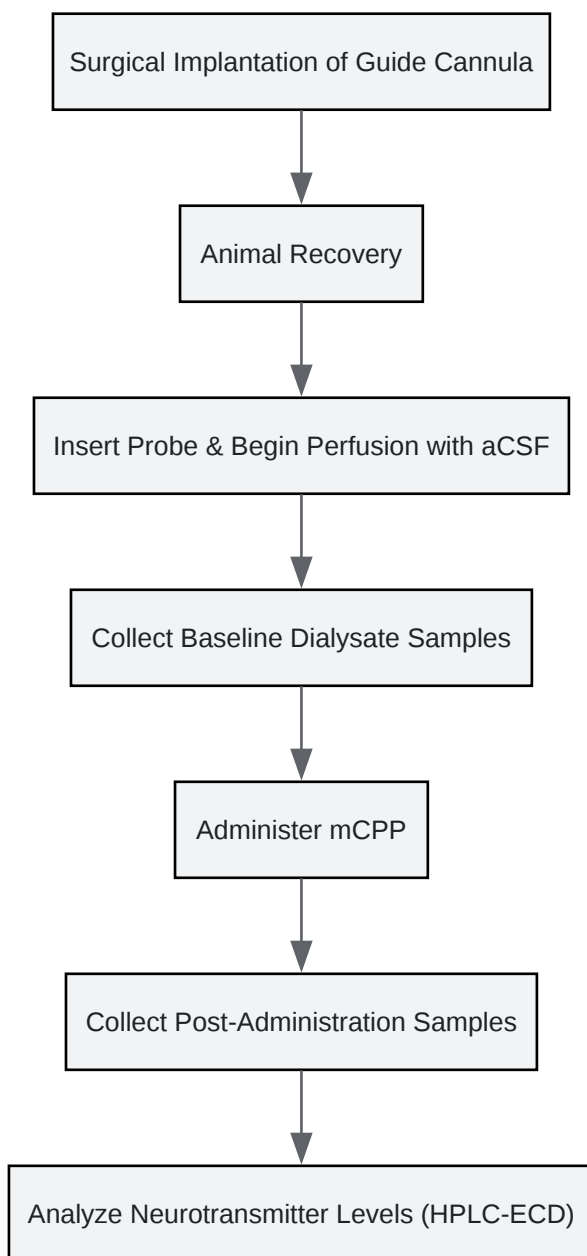 Surgical Implantation of Guide Cannula
Animal Recovery
Insert Probe & Begin Perfusion with aCSF
Collect Baseline Dialysate Samples
Administer mCPP
Collect Post-Administration Samples
Analyze Neurotransmitter Levels (HPLC-ECD)